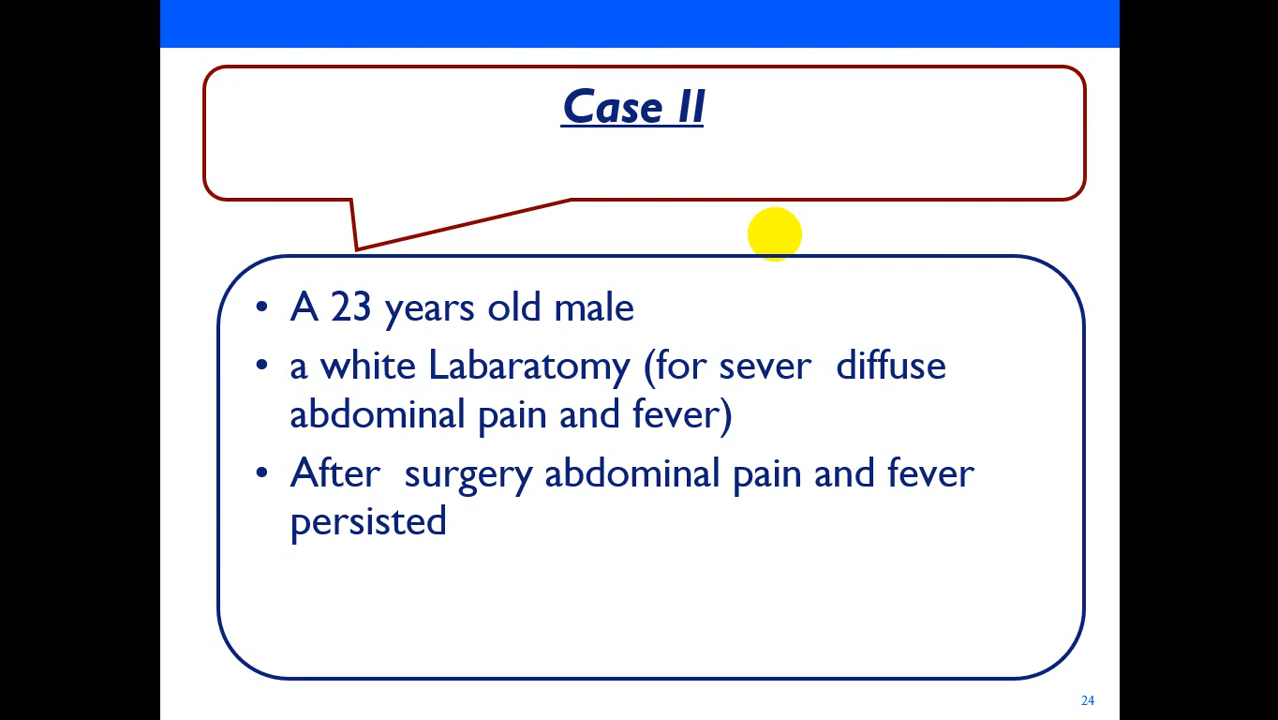 Case II
• A 23 years old male
• a white Labaratomy (for sever diffuse
abdominal pain and fever)
• After surgery abdominal pain and fever
persisted
24